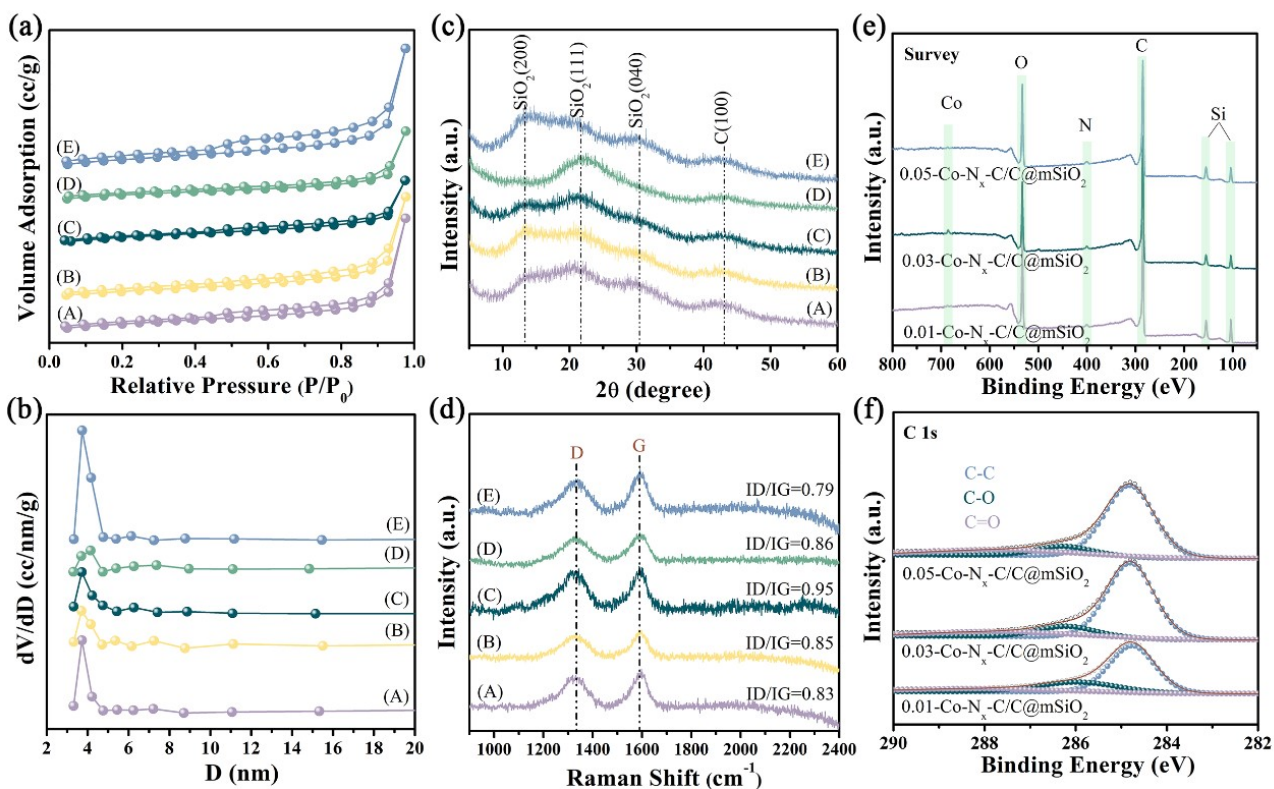 (a)
Volume Adsorption (cc/g)
(E)
(D)
(C)
(B)
(A)
0.0 0.2 0.4 0.6 0.8 1.0
Relative Pressure (P/P₀)
(b)
dV/dD (cc/nm/g)
(E)
(D)
(C)
(B)
(A)
2 4 6 8 10 12 14 16 18 20
D (nm)
(c)
Intensity (a.u.)
SiO₂(200)
SiO₂(111)
SiO₂(040)
C(100)
(E)
(D)
(C)
(B)
(A)
10 20 30 40 50 60
2θ (degree)
(d)
Intensity (a.u.)
D G
(E) ID/IG=0.79
(D) ID/IG=0.86
(C) ID/IG=0.95
(B) ID/IG=0.85
(A) ID/IG=0.83
1000 1200 1400 1600 1800 2000 2200 2400
Raman Shift (cm⁻¹)
(e)
Intensity (a.u.)
Survey
Co O N C Si
0.05-Co-Nₓ-C/C@mSiO₂
0.03-Co-Nₓ-C/C@mSiO₂
0.01-Co-Nₓ-C/C@mSiO₂
800 700 600 500 400 300 200 100
Binding Energy (eV)
(f)
Intensity (a.u.)
C 1s
C-C
C-O
C=O
0.05-Co-Nₓ-C/C@mSiO₂
0.03-Co-Nₓ-C/C@mSiO₂
0.01-Co-Nₓ-C/C@mSiO₂
290 288 286 284 282
Binding Energy (eV)